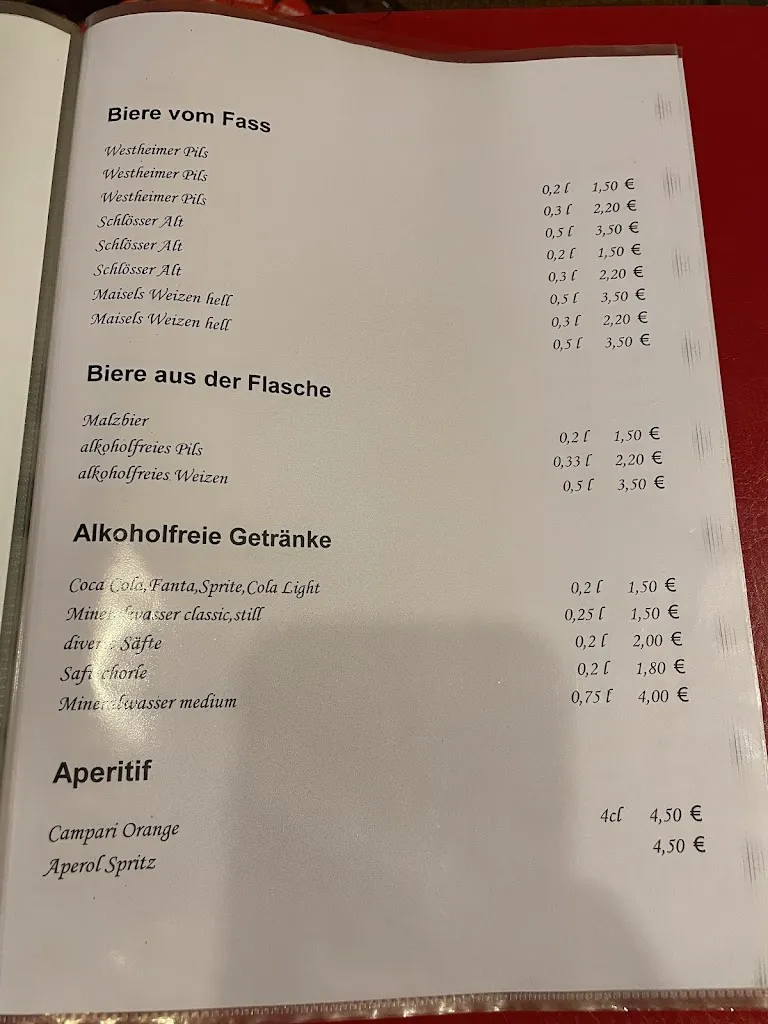 Biere vom Fass
Westheimer Pils 0,2 l 1,50 €
Westheimer Pils 0,3 l 2,20 €
Westheimer Pils 0,5 l 3,50 €
Schlösser Alt 0,2 l 1,50 €
Schlösser Alt 0,3 l 2,20 €
Schlösser Alt 0,5 l 3,50 €
Maisels Weizen hell 0,3 l 2,20 €
Maisels Weizen hell 0,5 l 3,50 €
Biere aus der Flasche
Malzbier 0,2 l 1,50 €
alkoholfreies Pils 0,33 l 2,20 €
alkoholfreies Weizen 0,5 l 3,50 €
Alkoholfreie Getränke
Coca Cola,Fanta,Sprite,Cola Light 0,2 l 1,50 €
Mineralwasser classic,still 0,25 l 1,50 €
diverse Säfte 0,2 l 2,00 €
Saftschorle 0,2 l 1,80 €
Mineralwasser medium 0,75 l 4,00 €
Aperitif
Campari Orange 4cl 4,50 €
Aperol Spritz 4,50 €